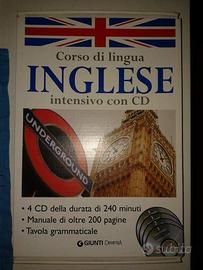 Corso di lingua
INGLESE
intensivo con CD
UNDERGROUND
• 4 CD della durata di 240 minuti
• Manuale di oltre 200 pagine
• Tavola grammaticale
GIUNTI DEMETRA
subito